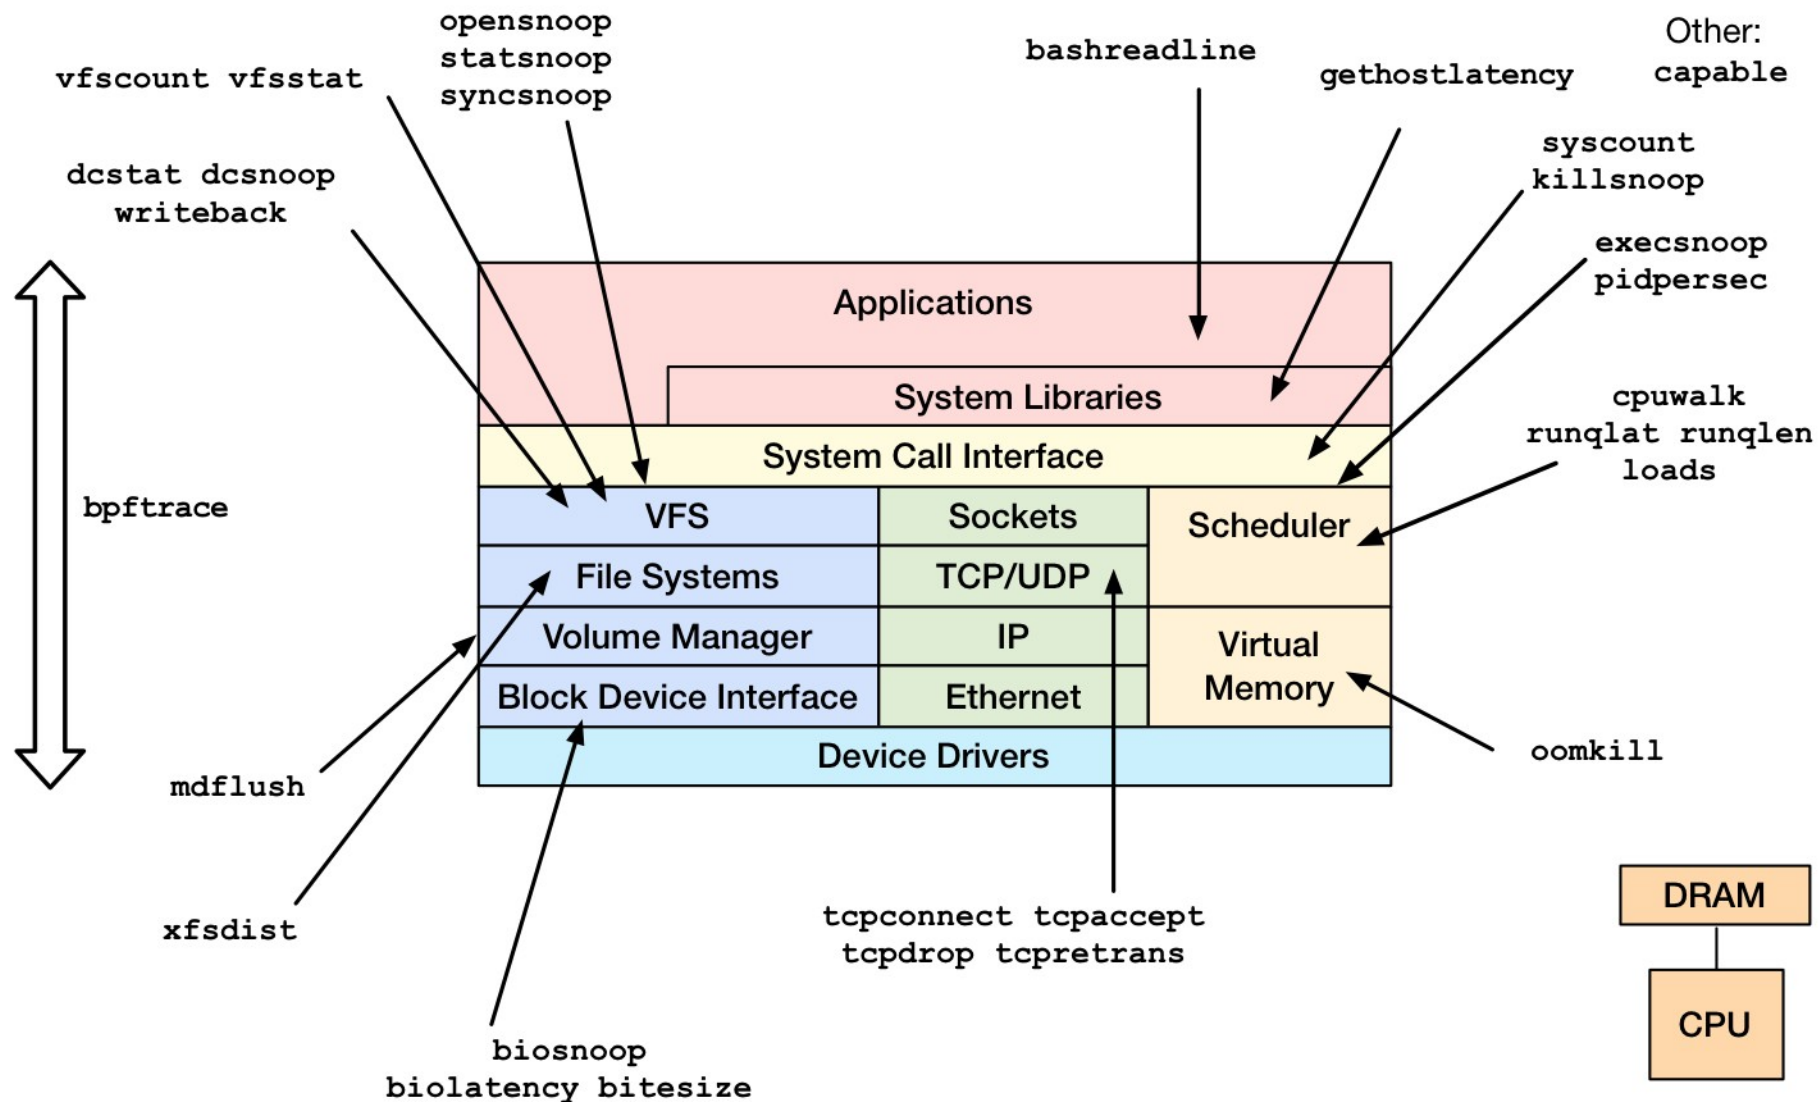 opensnoop
statsnoop
syncsnoop
vfscount vfsstat
dcstat dcsnoop
writeback
bashreadline
gethostlatency
Other:
capable
syscount
killsnoop
execsnoop
pidpersec
cpuwalk
runqlat runqlen
loads
bpftrace
Applications
System Libraries
System Call Interface
VFS
Sockets
Scheduler
File Systems
TCP/UDP
Volume Manager
IP
Virtual
Memory
Block Device Interface
Ethernet
Device Drivers
mdflush
xfsdist
oomkill
tcpconnect tcpaccept
tcpdrop tcpretrans
biosnoop
biolatency bitesize
DRAM
CPU